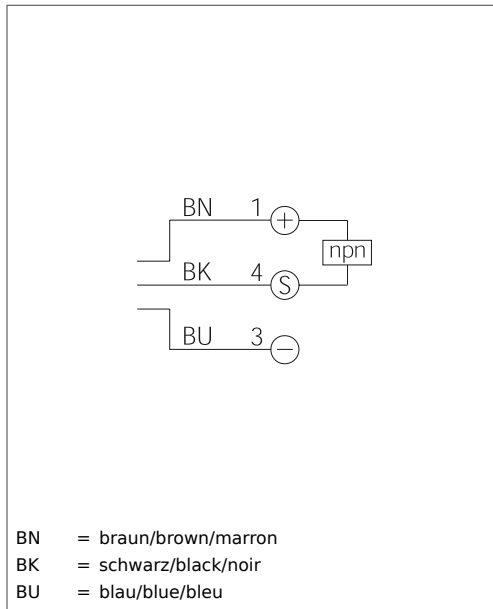 BN 1 +
npn
BK 4 S
BU 3 −
BN = braun/brown/marron
BK = schwarz/black/noir
BU = blau/blue/bleu